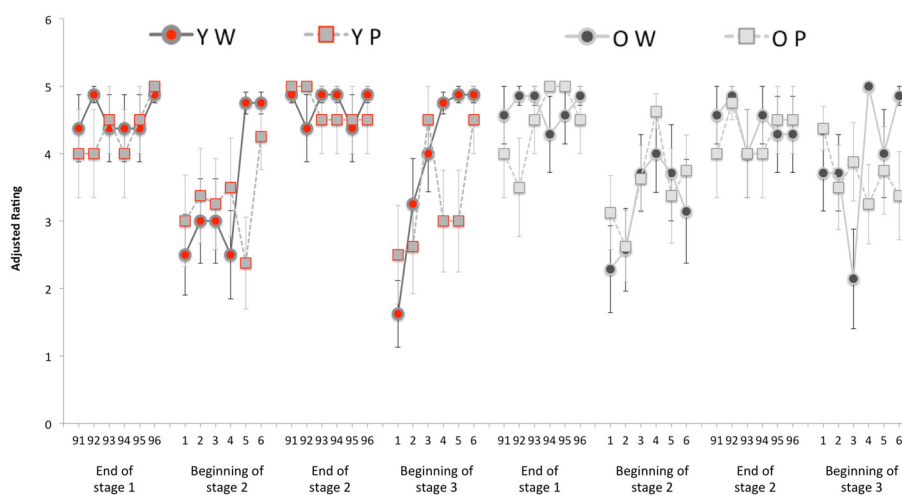 6
Y W
Y P
O W
O P
5
4
3
2
1
0
Adjusted Rating
91 92 93 94 95 96 1 2 3 4 5 6 91 92 93 94 95 96 1 2 3 4 5 6 91 92 93 94 95 96 1 2 3 4 5 6 91 92 93 94 95 96 1 2 3 4 5 6
End of Beginning of End of Beginning of End of Beginning of End of Beginning of
stage 1 stage 2 stage 2 stage 3 stage 1 stage 2 stage 2 stage 3